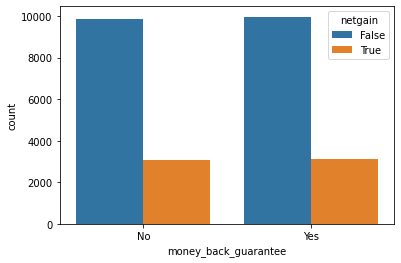 netgain
False
True
10000
8000
6000
4000
2000
0
count
No
Yes
money_back_guarantee